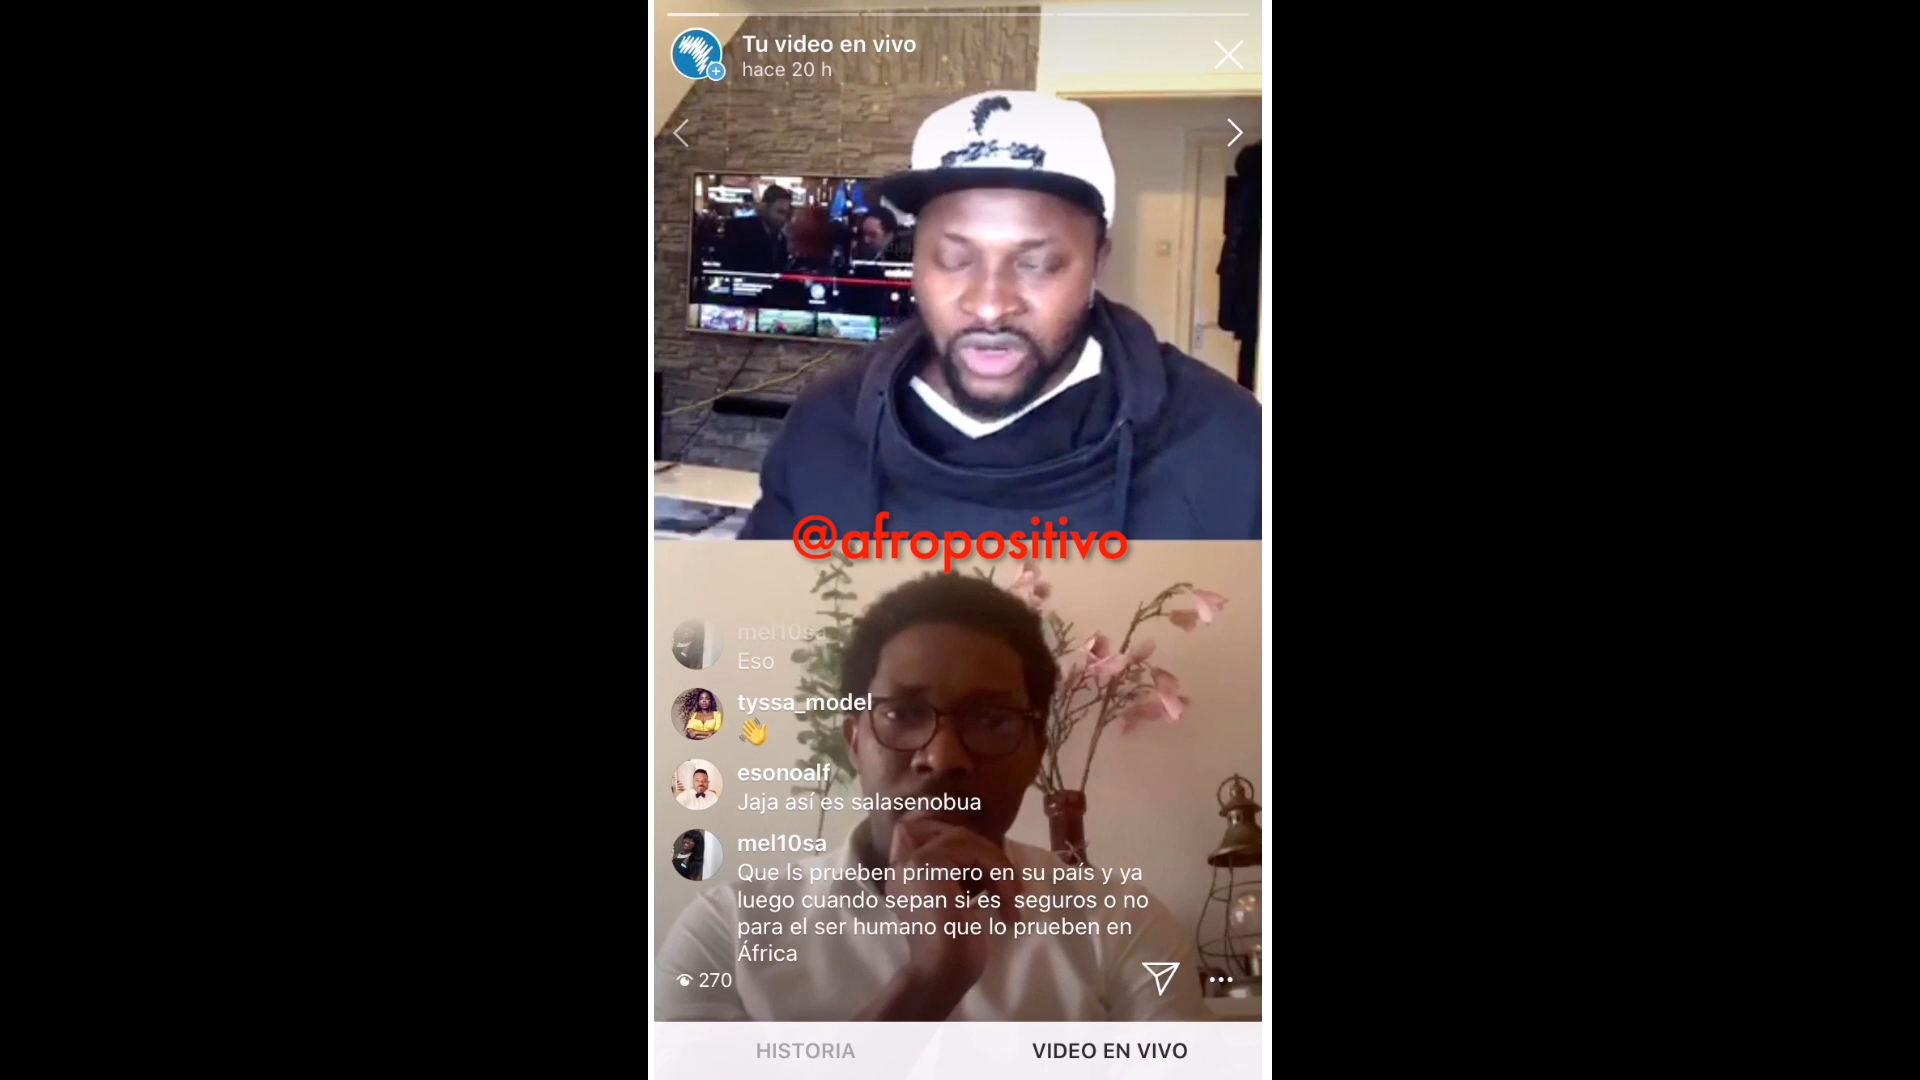 Tu video en vivo
hace 20 h
@afropositivo
mel10sa
Eso
tyssa_model
👋
esonoalf
Jaja así es salasenobua
mel10sa
Que ls prueben primero en su país y ya
luego cuando sepan si es seguros o no
para el ser humano que lo prueben en
África
270
HISTORIA
VIDEO EN VIVO